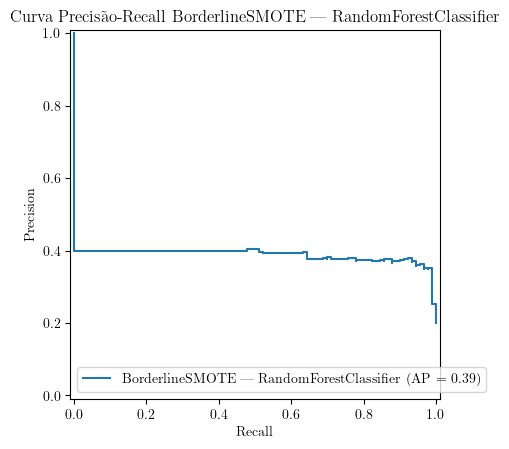 Curva Precisão-Recall BorderlineSMOTE — RandomForestClassifier
1.0
0.8
0.6
0.4
0.2
0.0
Precision
BorderlineSMOTE — RandomForestClassifier (AP = 0.39)
0.0 0.2 0.4 0.6 0.8 1.0
Recall